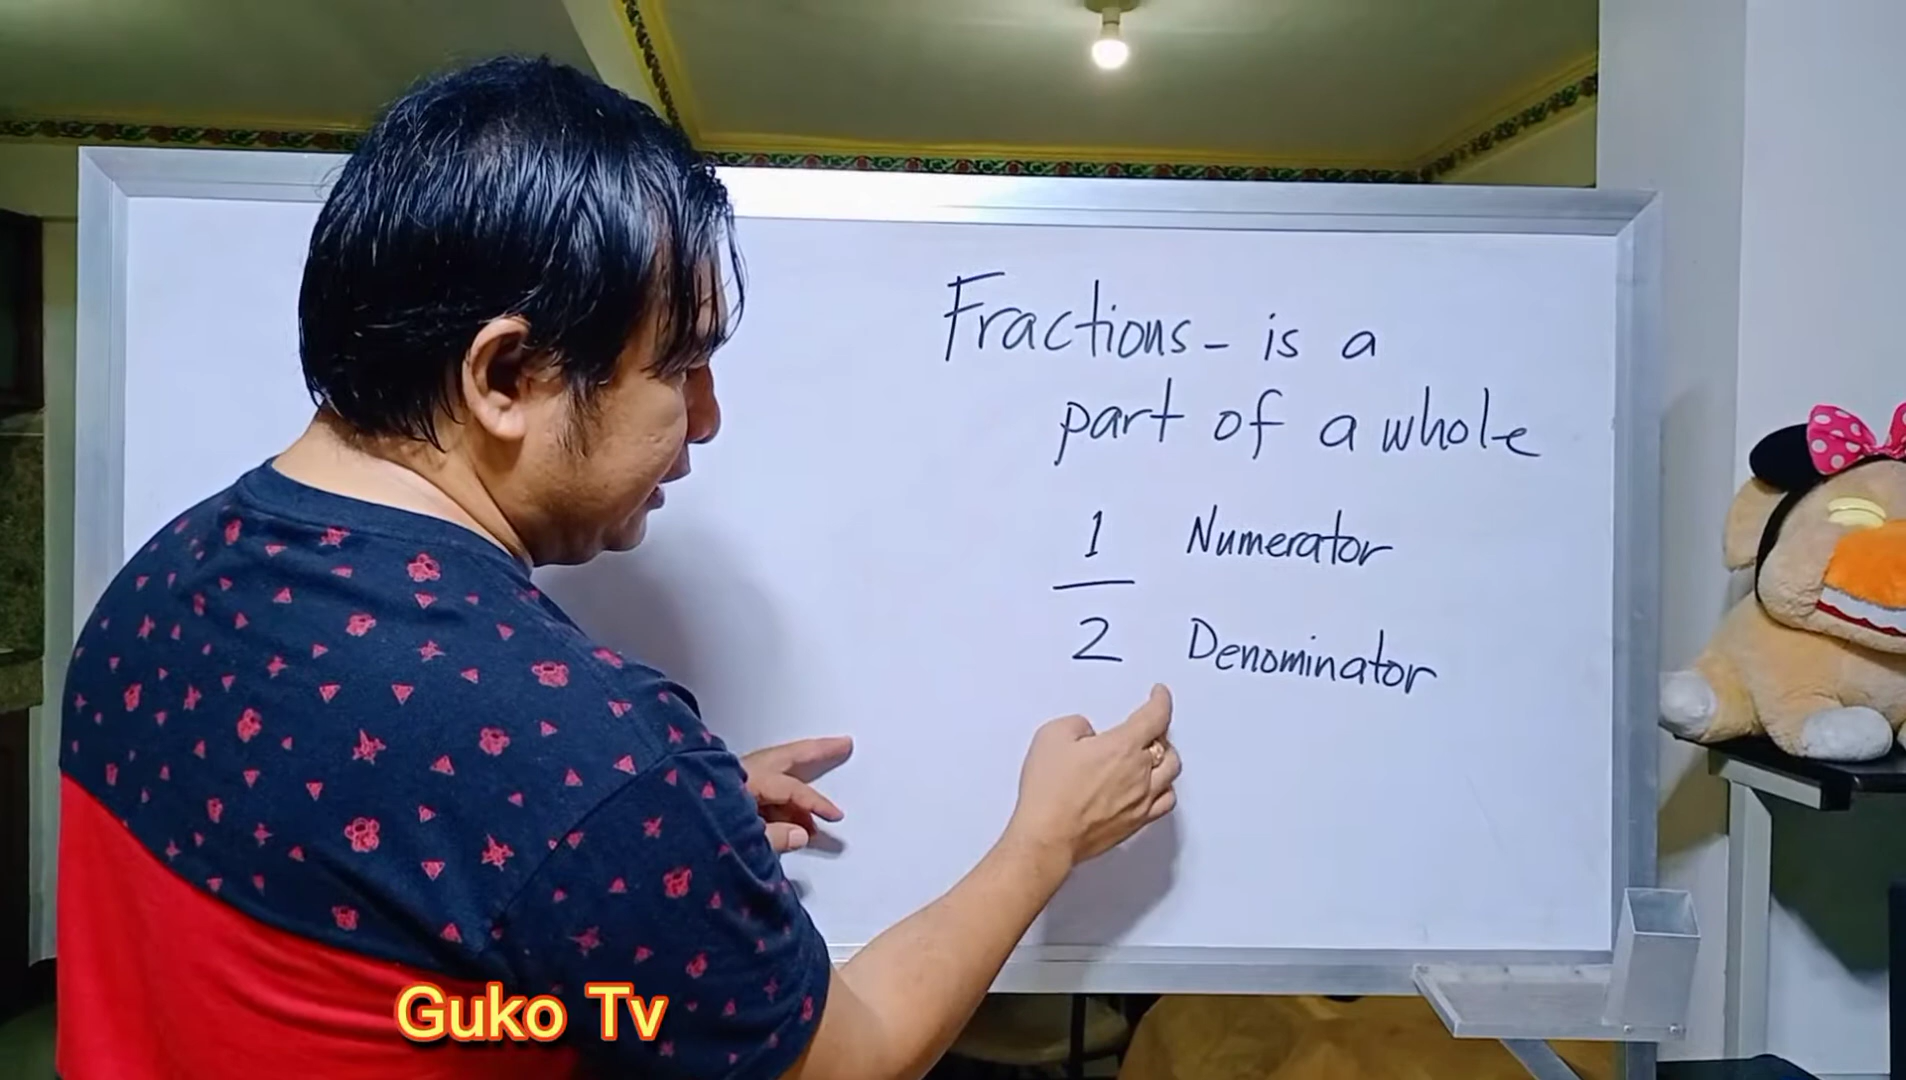 Fractions - is a
part of a whole
1 Numerator
2 Denominator
Guko Tv